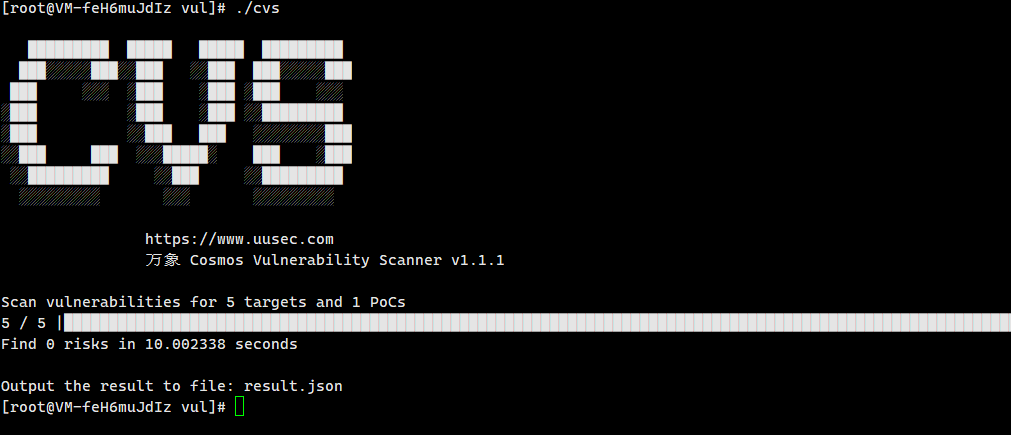 [root@VM-feH6muJdIz vul]# ./cvs
CVS
https://www.uusec.com
万象 Cosmos Vulnerability Scanner v1.1.1
Scan vulnerabilities for 5 targets and 1 PoCs
5 / 5 |
Find 0 risks in 10.002338 seconds
Output the result to file: result.json
[root@VM-feH6muJdIz vul]#